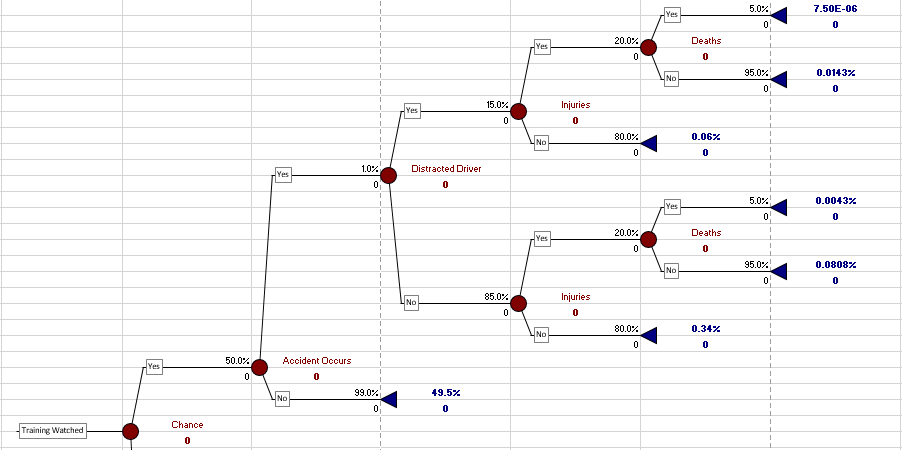 Yes 5.0% 7.50E-06
0 0
20.0% Deaths
Yes 0 0
No 95.0% 0.0143%
0 0
15.0% Injuries
Yes 0 0
No 80.0% 0.06%
0 0
1.0% Distracted Driver
Yes 0 0
Yes 5.0% 0.0043%
0 0
20.0% Deaths
Yes 0 0
No 95.0% 0.0808%
0 0
85.0% Injuries
No 0 0
No 80.0% 0.34%
0 0
50.0% Accident Occurs
Yes 0 0
No 99.0% 49.5%
0 0
Chance
Training Watched 0